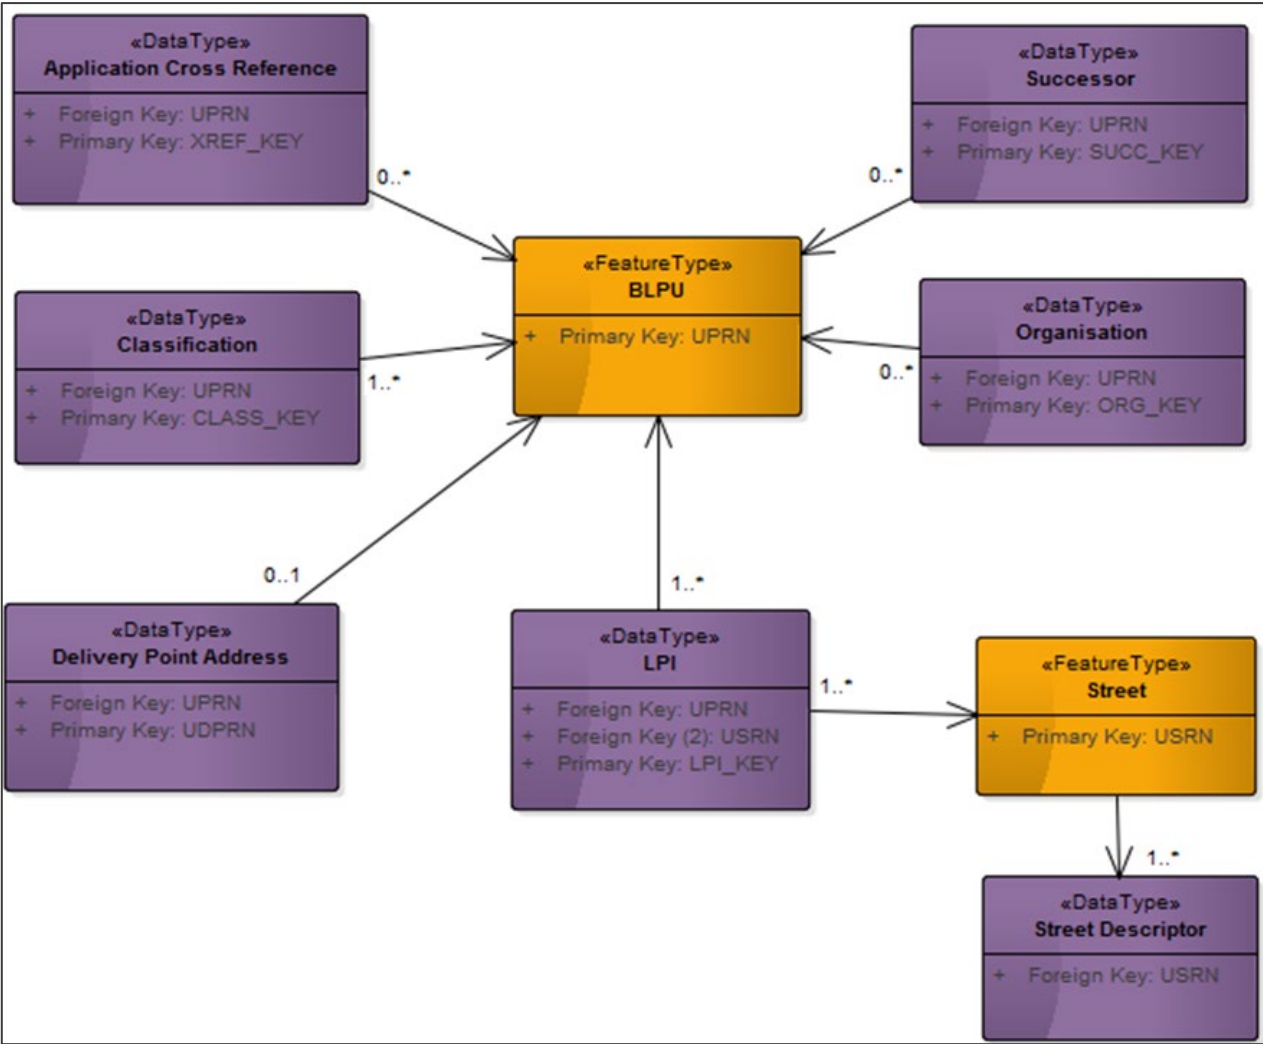 «DataType»
Application Cross Reference
+ Foreign Key: UPRN
+ Primary Key: XREF_KEY
0..*
«DataType»
Successor
+ Foreign Key: UPRN
+ Primary Key: SUCC_KEY
0..*
«FeatureType»
BLPU
+ Primary Key: UPRN
«DataType»
Classification
+ Foreign Key: UPRN
+ Primary Key: CLASS_KEY
1..*
«DataType»
Organisation
+ Foreign Key: UPRN
+ Primary Key: ORG_KEY
0..*
0..1
«DataType»
Delivery Point Address
+ Foreign Key: UPRN
+ Primary Key: UDPRN
1..*
«DataType»
LPI
+ Foreign Key: UPRN
+ Foreign Key (2): USRN
+ Primary Key: LPI_KEY
1..*
«FeatureType»
Street
+ Primary Key: USRN
1..*
«DataType»
Street Descriptor
+ Foreign Key: USRN